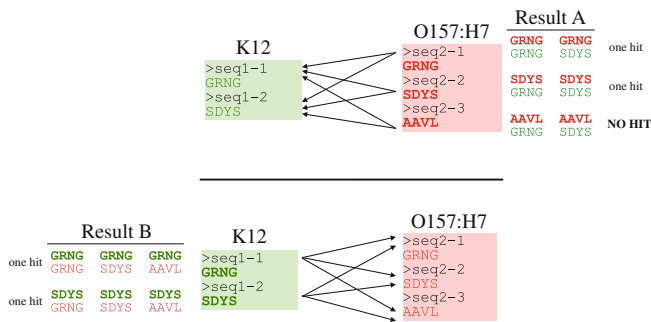 Result A
K12
O157:H7
>seq1-1
GRNG
>seq1-2
SDYS
>seq2-1
GRNG
>seq2-2
SDYS
>seq2-3
AAVL
GRNG GRNG
GRNG SDYS
one hit
SDYS SDYS
GRNG SDYS
one hit
AAVL AAVL
GRNG SDYS
NO HIT
Result B
K12
O157:H7
one hit
GRNG GRNG GRNG
GRNG SDYS AAVL
one hit
SDYS SDYS SDYS
GRNG SDYS AAVL
>seq1-1
GRNG
>seq1-2
SDYS
>seq2-1
GRNG
>seq2-2
SDYS
>seq2-3
AAVL